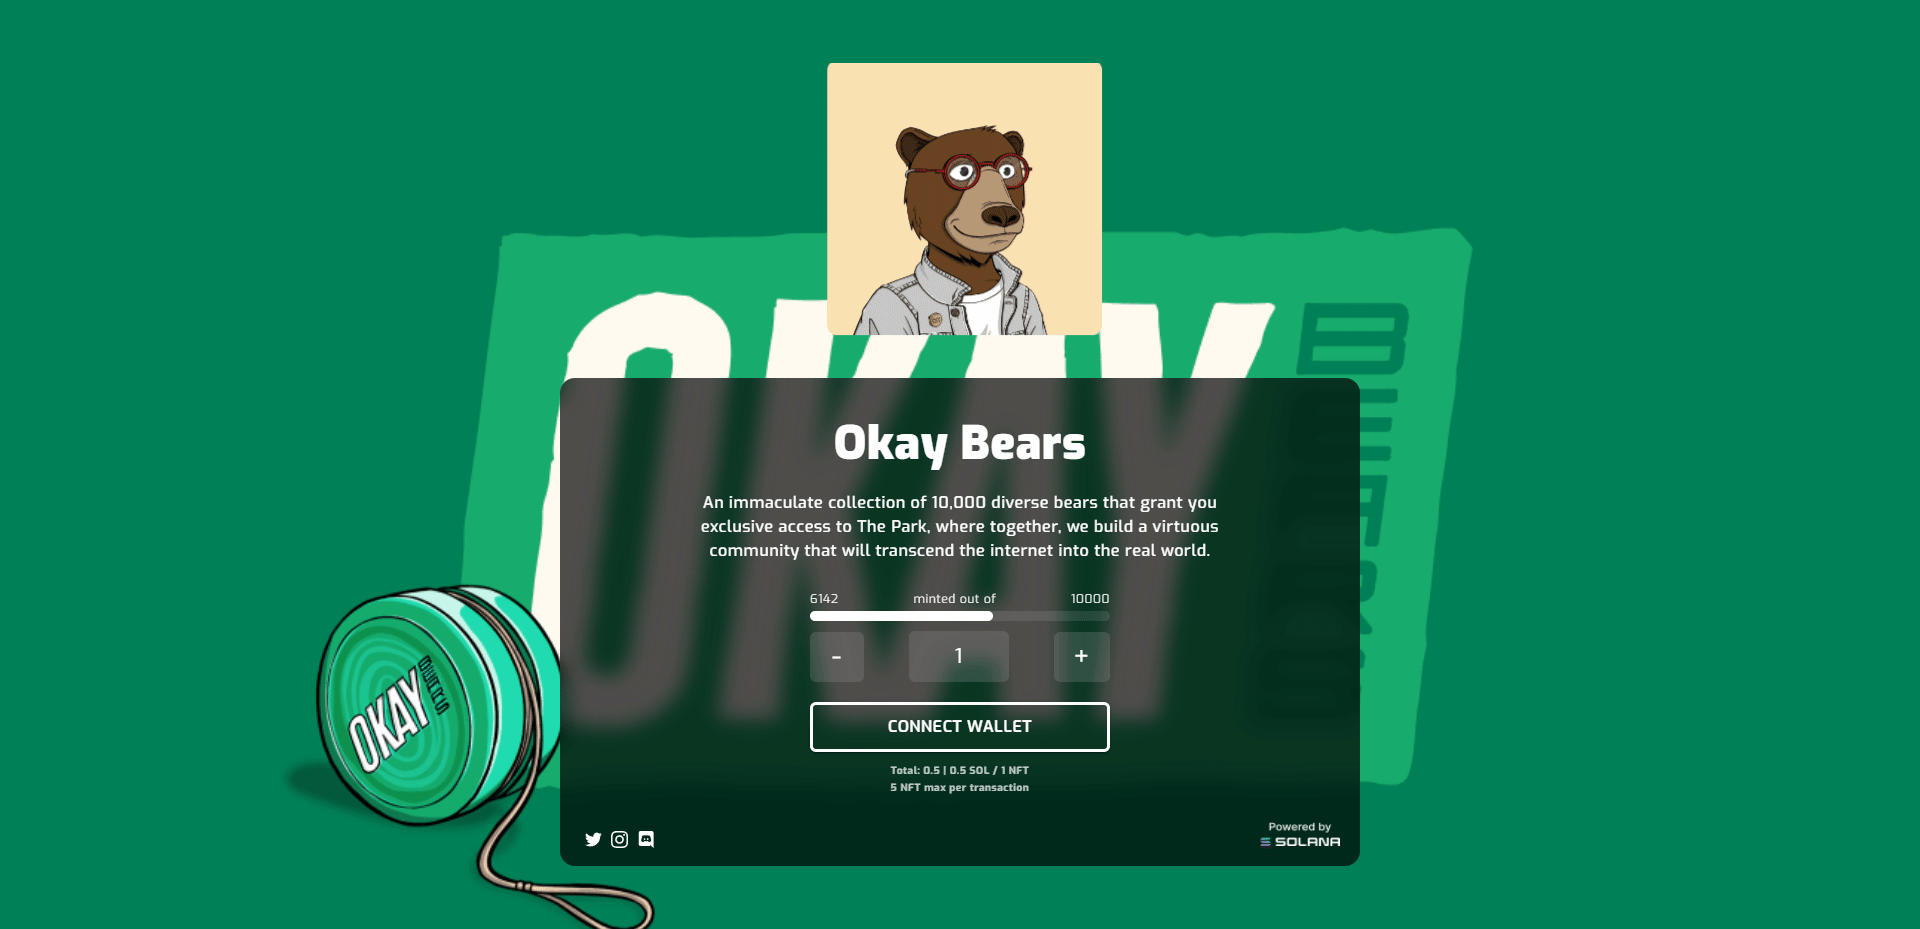 OKAY
BEARS
Okay Bears
An immaculate collection of 10,000 diverse bears that grant you
exclusive access to The Park, where together, we build a virtuous
community that will transcend the internet into the real world.
6142 minted out of 10000
- 1 +
OKAY
BEARS
CONNECT WALLET
Total: 0.5 | 0.5 SOL / 1 NFT
5 NFT max per transaction
Powered by
SOLANA